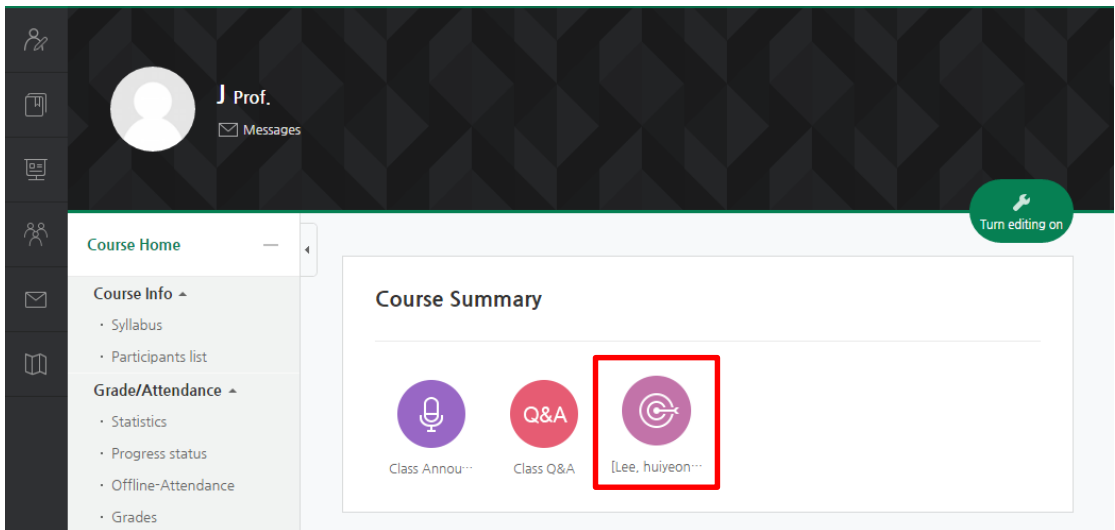 J Prof.
Messages
Turn editing on
Course Home
Course Info
· Syllabus
· Participants list
Grade/Attendance
· Statistics
· Progress status
· Offline-Attendance
· Grades
Course Summary
Q&A
Class Annou…
Class Q&A
[Lee, huiyeon…